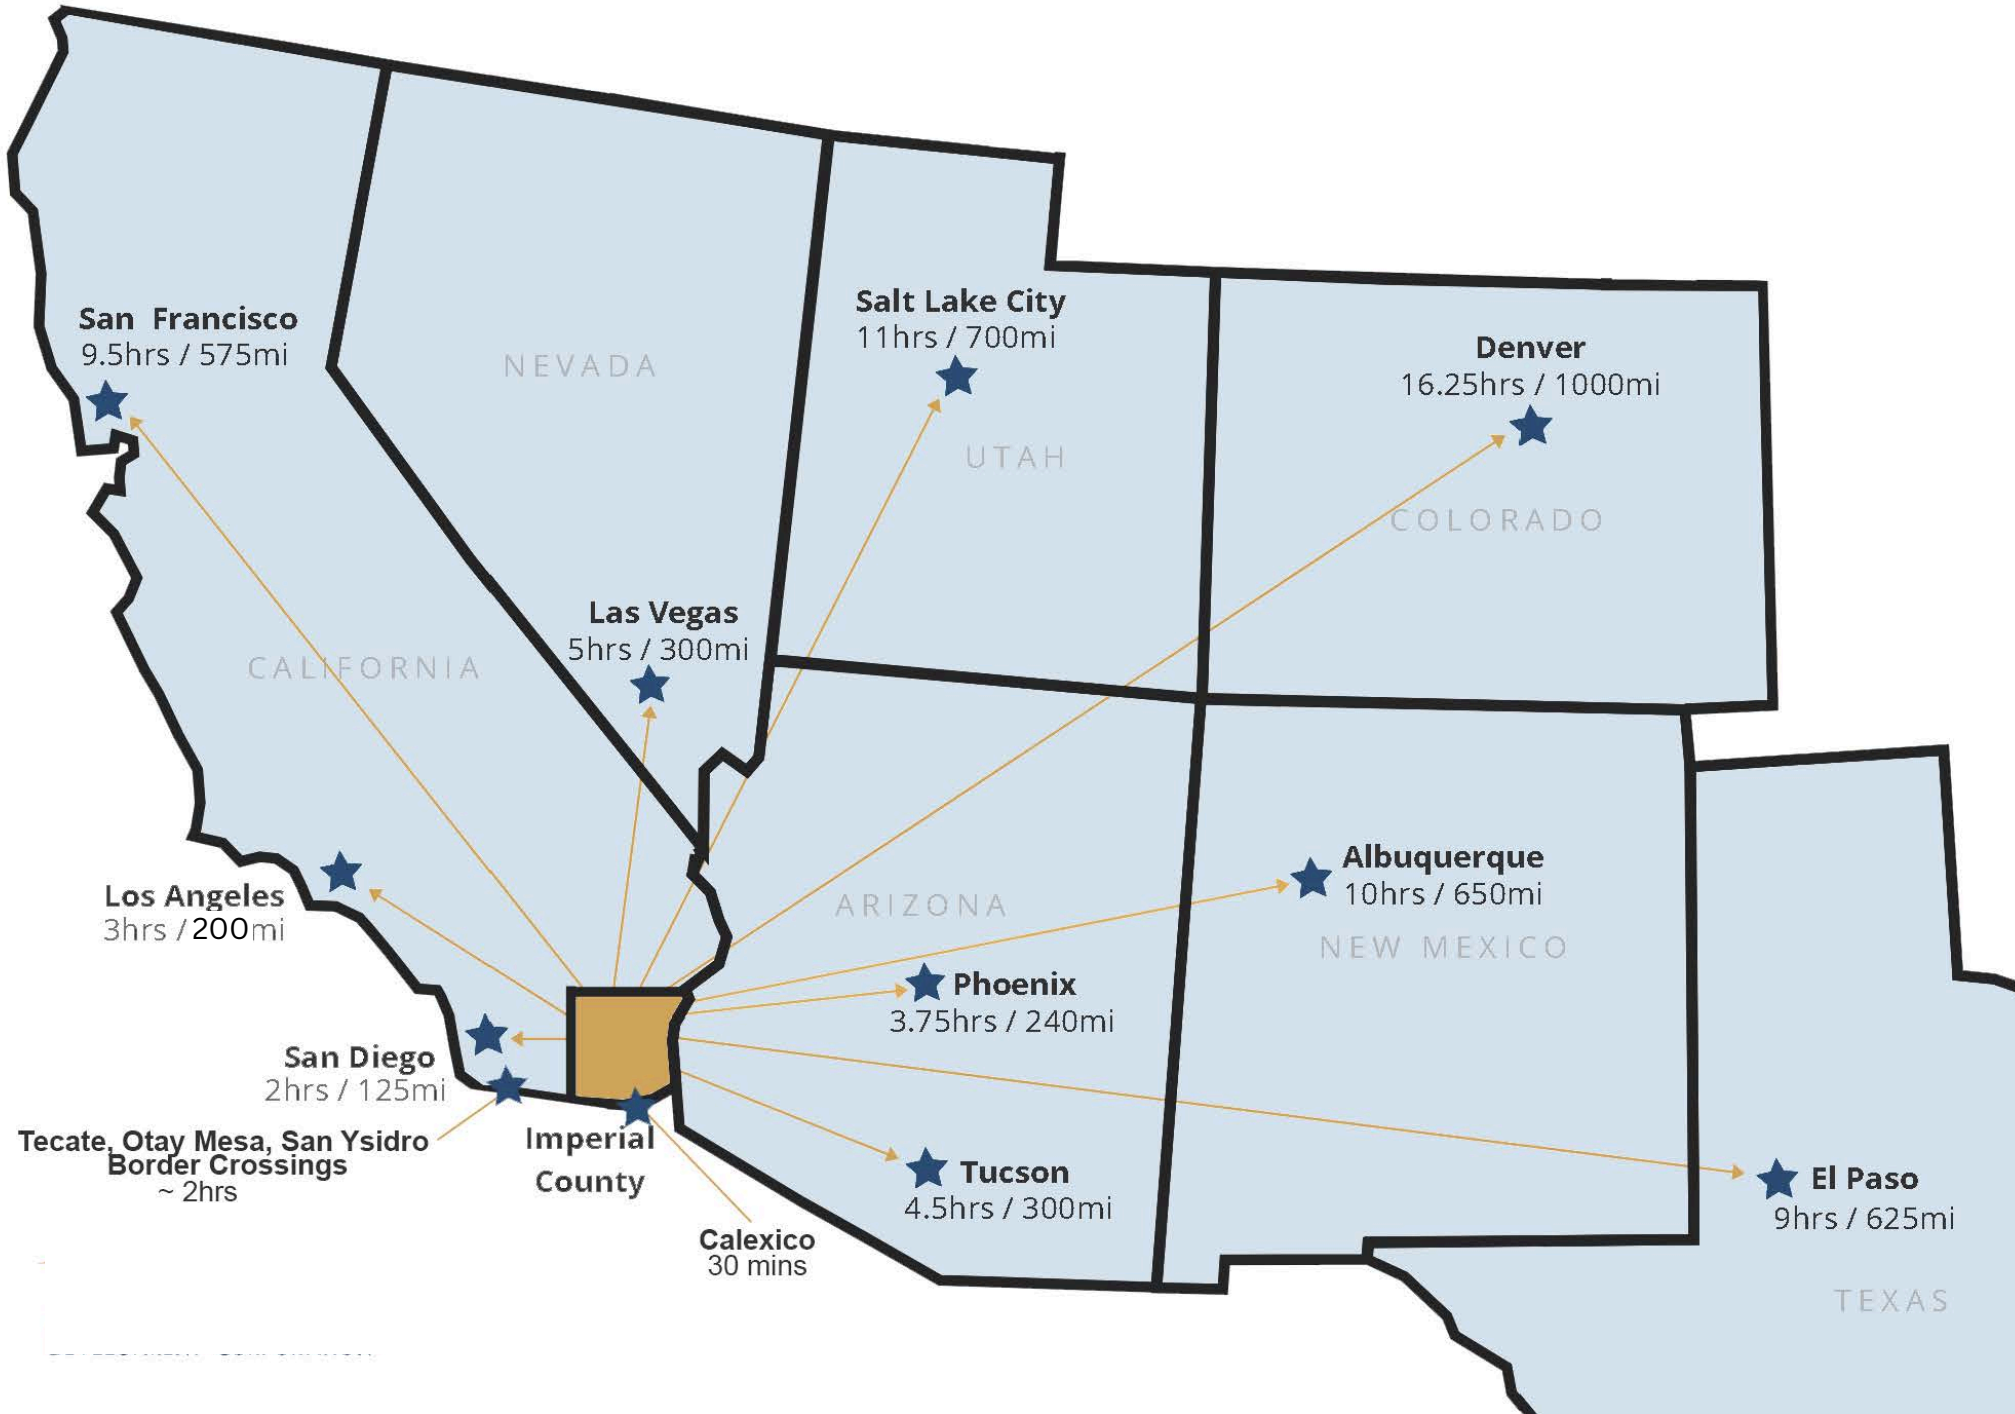 San Francisco
9.5hrs / 575mi
Salt Lake City
11hrs / 700mi
Denver
16.25hrs / 1000mi
NEVADA
UTAH
COLORADO
Las Vegas
5hrs / 300mi
CALIFORNIA
Los Angeles
3hrs / 200mi
ARIZONA
Albuquerque
10hrs / 650mi
NEW MEXICO
Phoenix
3.75hrs / 240mi
San Diego
2hrs / 125mi
Tecate, Otay Mesa, San Ysidro
Border Crossings
~ 2hrs
Imperial
County
Calexico
30 mins
Tucson
4.5hrs / 300mi
El Paso
9hrs / 625mi
TEXAS